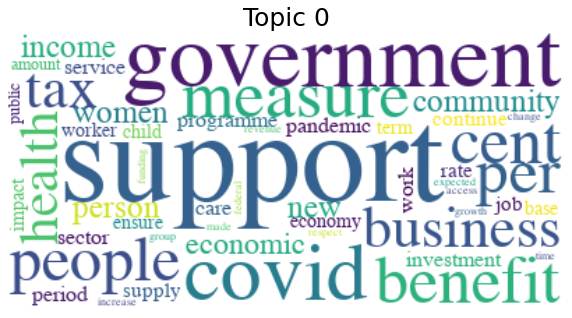 Topic 0
income
government
amount
service
tax
measure
community
public
women
programme
continue
change
worker
child
revenue
pandemic
term
health
support
cent
per
impact
funding
federal
work
rate
expected
access
person
care
new
job
base
ensure
made
economy
business
growth
sector
group
economic
respect
people
covid
investment
time
benefit
period
supply
increase